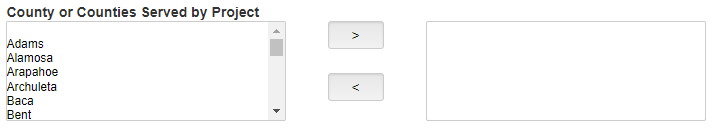 County or Counties Served by Project
Adams
Alamosa
Arapahoe
Archuleta
Baca
Bent
>
<